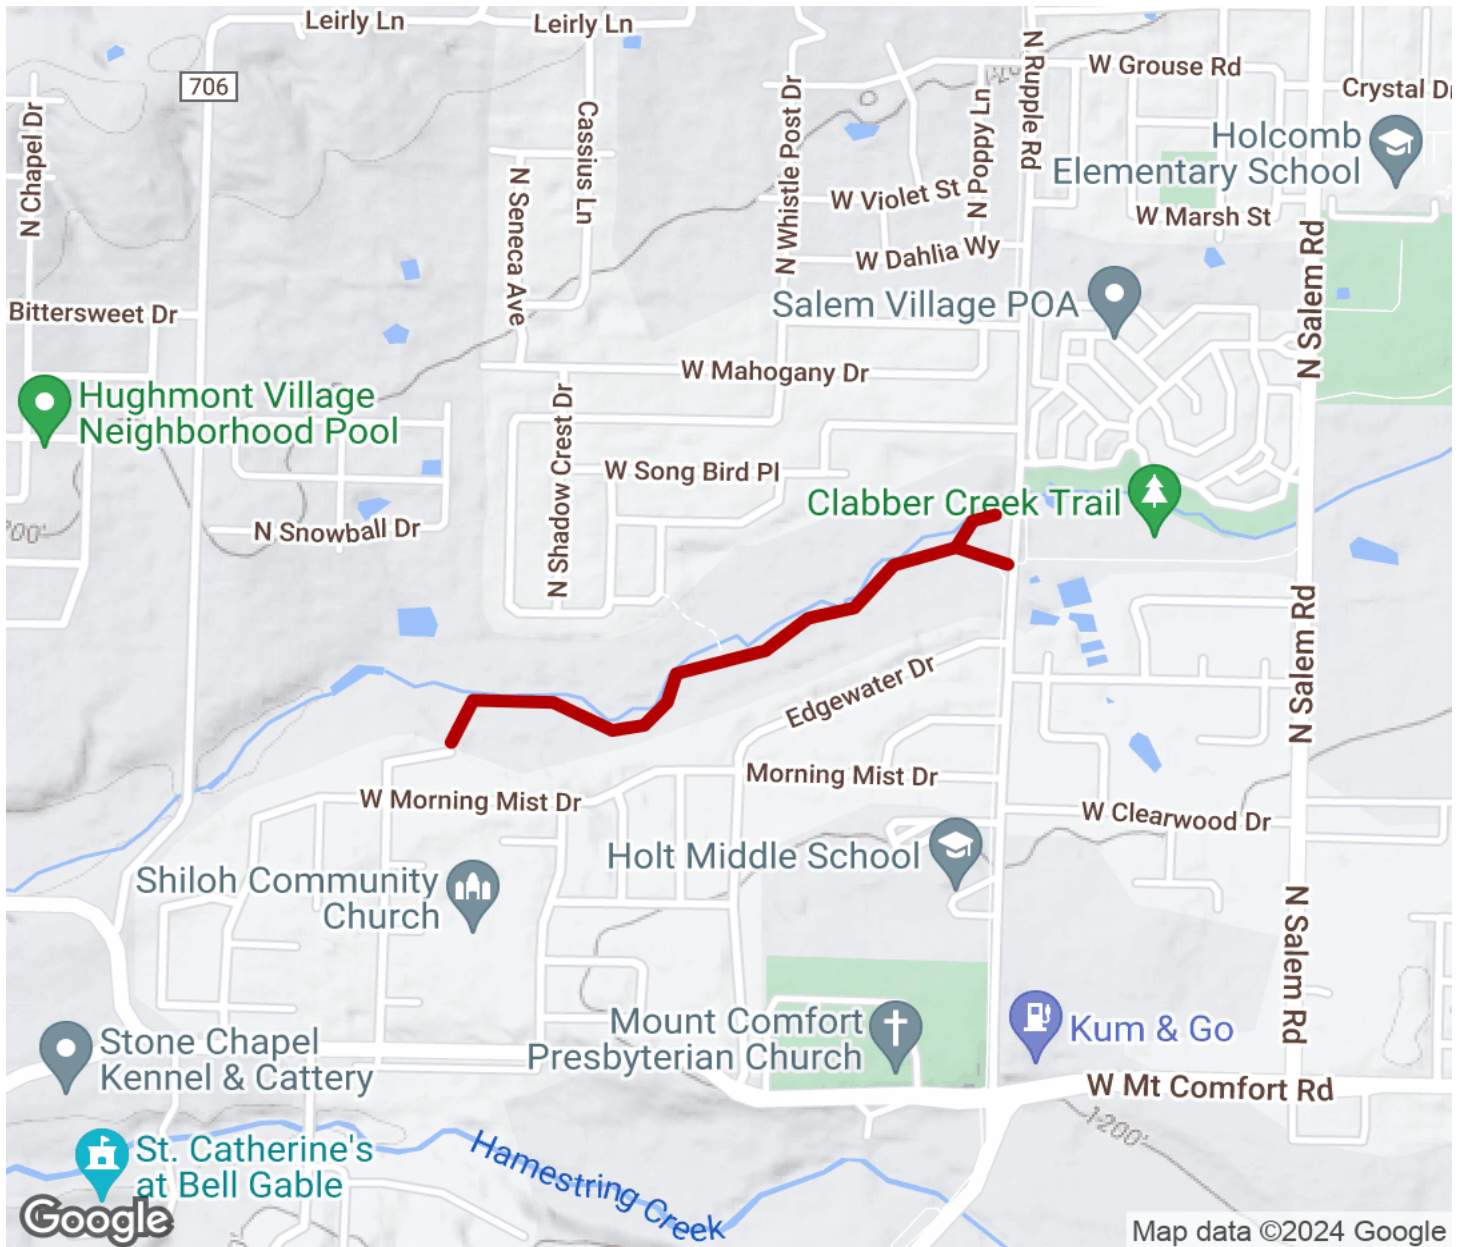 Leirly Ln
Leirly Ln
706
N Chapel Dr
Cassius Ln
N Seneca Ave
N Whistle Post Dr
N Poppy Ln
N Rupple Rd
W Grouse Rd
Crystal Dr
Holcomb
Elementary School
W Violet St
W Marsh St
W Dahlia Wy
Salem Village POA
N Salem Rd
Bittersweet Dr
W Mahogany Dr
Hughmont Village
Neighborhood Pool
N Shadow Crest Dr
W Song Bird Pl
Clabber Creek Trail
N Snowball Dr
N Salem Rd
Edgewater Dr
Morning Mist Dr
W Morning Mist Dr
W Clearwood Dr
Holt Middle School
Shiloh Community
Church
N Salem Rd
Mount Comfort
Presbyterian Church
Kum & Go
Stone Chapel
Kennel & Cattery
W Mt Comfort Rd
1200'
St. Catherine's
at Bell Gable
Hamestring Creek
Google
Map data ©2024 Google